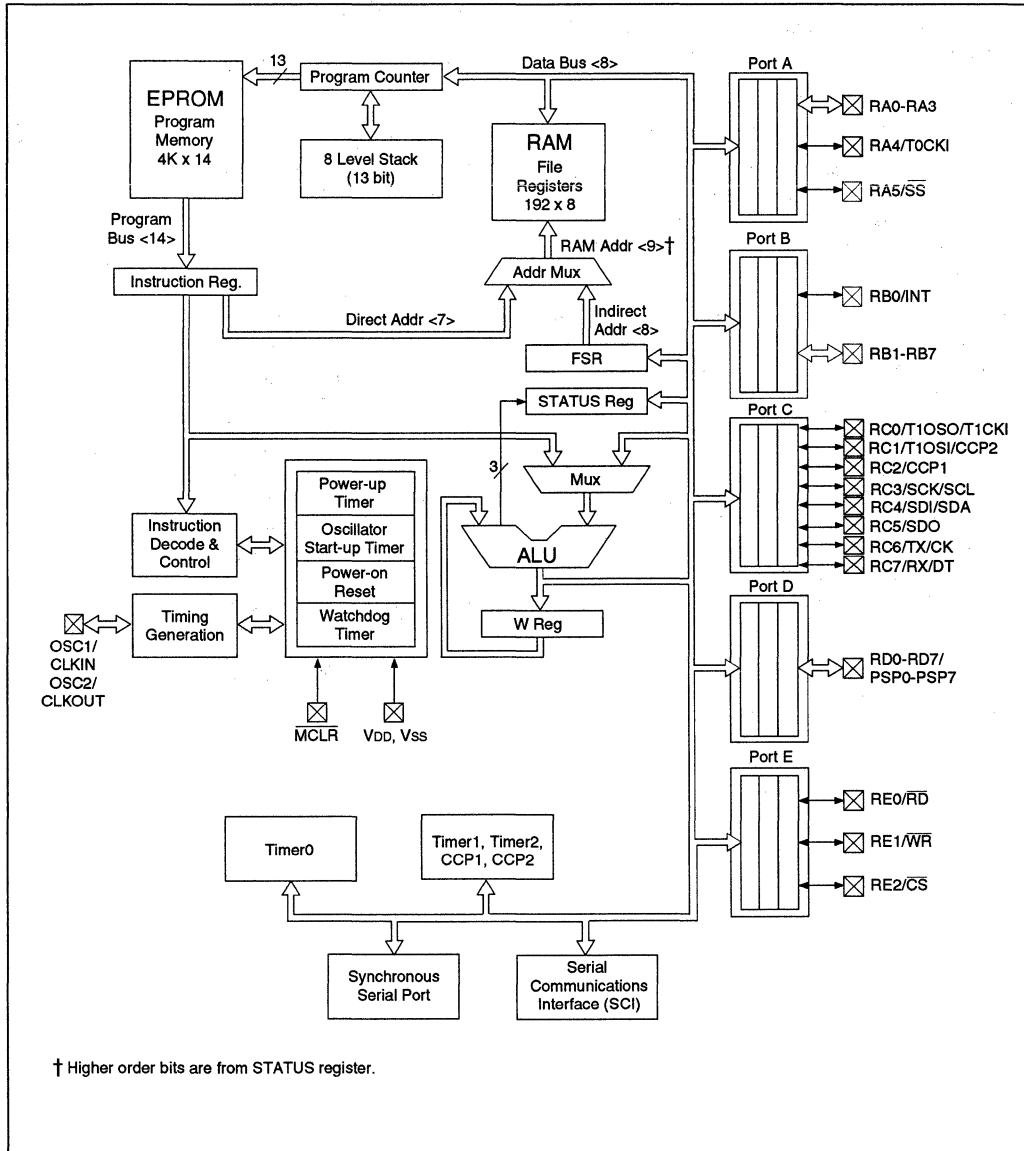 13
Program Counter
Data Bus <8>
EPROM
Program
Memory
4K x 14
8 Level Stack
(13 bit)
RAM
File
Registers
192 x 8
Program
Bus <14>
RAM Addr <9>†
Instruction Reg.
Addr Mux
Direct Addr <7>
Indirect
Addr <8>
FSR
STATUS Reg
3
Mux
Power-up
Timer
Oscillator
Start-up Timer
Power-on
Reset
Watchdog
Timer
Instruction
Decode &
Control
ALU
W Reg
Timing
Generation
OSC1/
CLKIN
OSC2/
CLKOUT
M̅C̅L̅R̅
VDD, VSS
Port A
RA0-RA3
RA4/T0CKI
RA5/S̅S̅
Port B
RB0/INT
RB1-RB7
Port C
RC0/T1OSO/T1CKI
RC1/T1OSI/CCP2
RC2/CCP1
RC3/SCK/SCL
RC4/SDI/SDA
RC5/SDO
RC6/TX/CK
RC7/RX/DT
Port D
RD0-RD7/
PSP0-PSP7
Port E
RE0/R̅D̅
RE1/W̅R̅
RE2/C̅S̅
Timer0
Timer1, Timer2,
CCP1, CCP2
Synchronous
Serial Port
Serial
Communications
Interface (SCI)
† Higher order bits are from STATUS register.